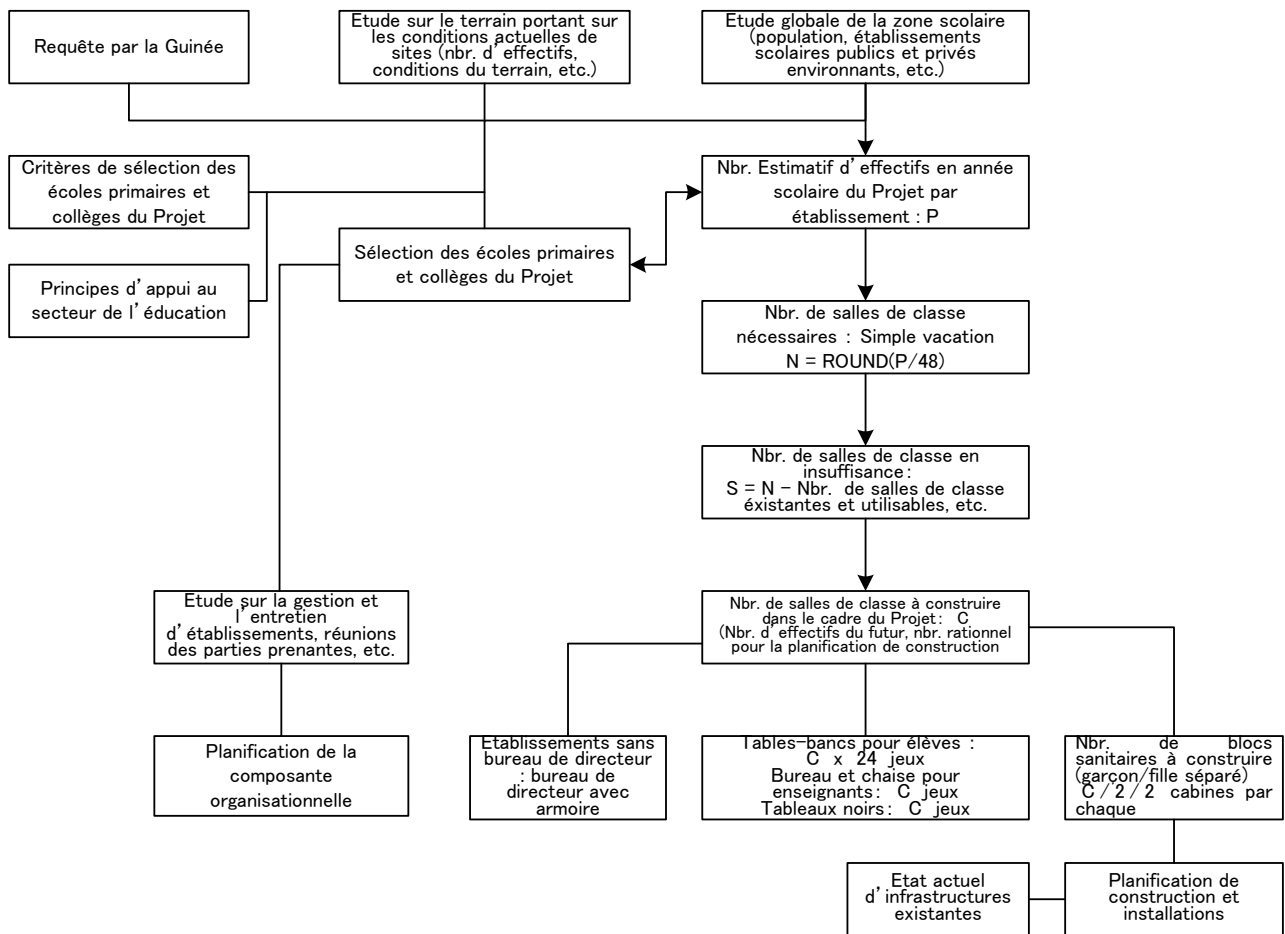 Requête par la Guinée
Etude sur le terrain portant sur
les conditions actuelles de
sites (nbr. d'effectifs,
conditions du terrain, etc.)
Etude globale de la zone scolaire
(population, établissements
scolaires publics et privés
environnants, etc.)
Critères de sélection des
écoles primaires et
collèges du Projet
Nbr. Estimatif d'effectifs en année
scolaire du Projet par
établissement : P
Sélection des écoles primaires
et collèges du Projet
Principes d'appui au
secteur de l'éducation
Nbr. de salles de classe
nécessaires : Simple vacation
N = ROUND(P/48)
Nbr. de salles de classe en
insuffisance:
S = N - Nbr. de salles de classe
éxistantes et utilisables, etc.
Etude sur la gestion et
l'entretien
d'établissements, réunions
des parties prenantes, etc.
Nbr. de salles de classe à construire
dans le cadre du Projet: C
(Nbr. d'effectifs du futur, nbr. rationnel
pour la planification de construction
Planification de la
composante
organisationnelle
Etablissements sans
bureau de directeur
: bureau de
directeur avec
armoire
Tables-bancs pour élèves :
C x 24 jeux
Bureau et chaise pour
enseignants: C jeux
Tableaux noirs: C jeux
Nbr. de blocs
sanitaires à construire
(garçon/fille séparé)
C/2/2 cabines par
chaque
Etat actuel
d'infrastructures
existantes
Planification de
construction et
installations